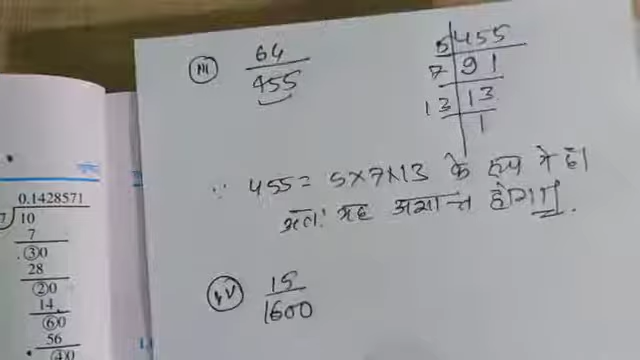 (III) 64/455
5 | 455
7 | 91
13 | 13
1
∵ 455 = 5×7×13 के रूप मे है।
अतः यह असान्त होगा।
(IV) 15/1600
0.1428571
7 ) 10
7
③0
28
②0
14
⑥0
56
④0